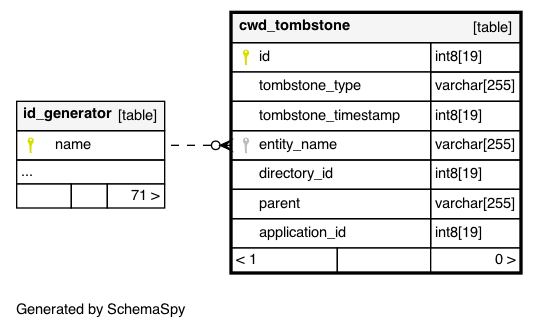 cwd_tombstone [table]
id int8[19]
tombstone_type varchar[255]
tombstone_timestamp int8[19]
entity_name varchar[255]
directory_id int8[19]
parent varchar[255]
application_id int8[19]
< 1 0 >
id_generator [table]
name
...
71 >
Generated by SchemaSpy